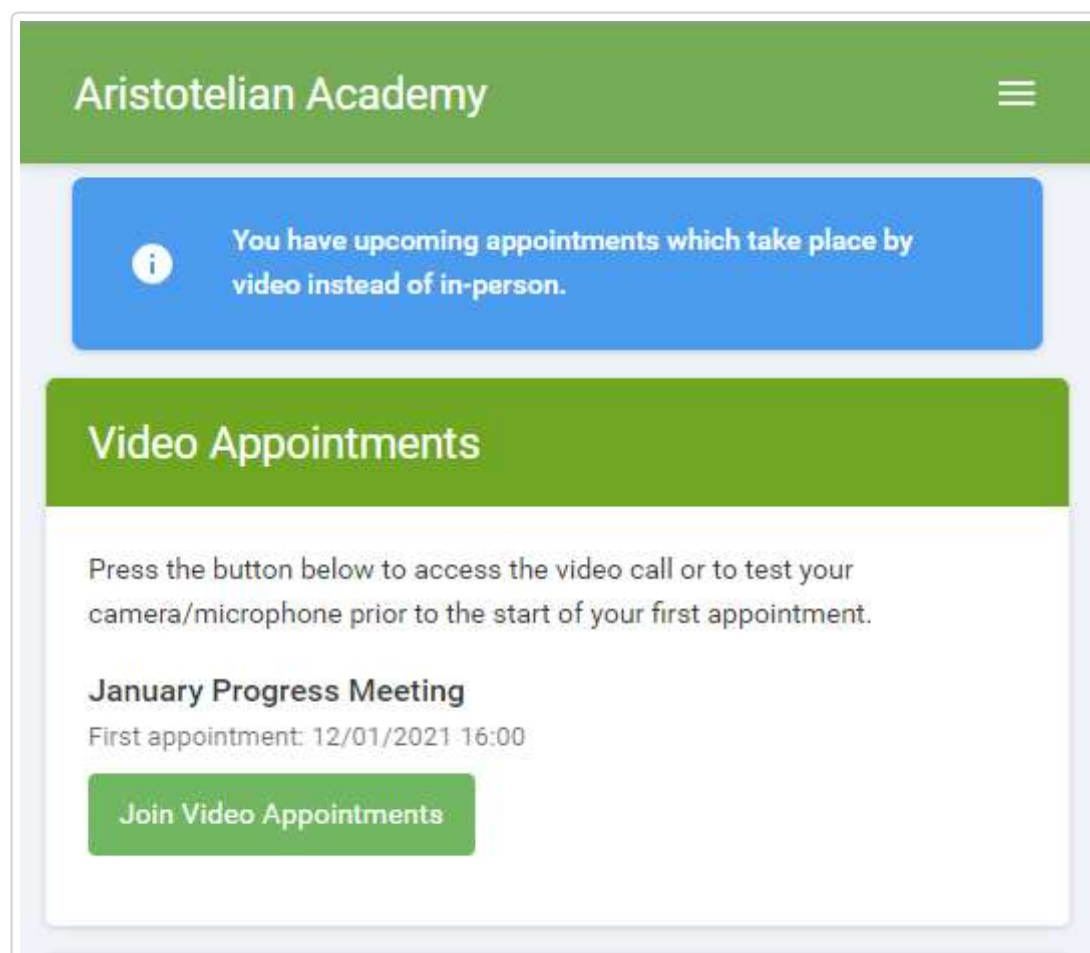 Aristotelian Academy
You have upcoming appointments which take place by
video instead of in-person.
Video Appointments
Press the button below to access the video call or to test your
camera/microphone prior to the start of your first appointment.
January Progress Meeting
First appointment: 12/01/2021 16:00
Join Video Appointments